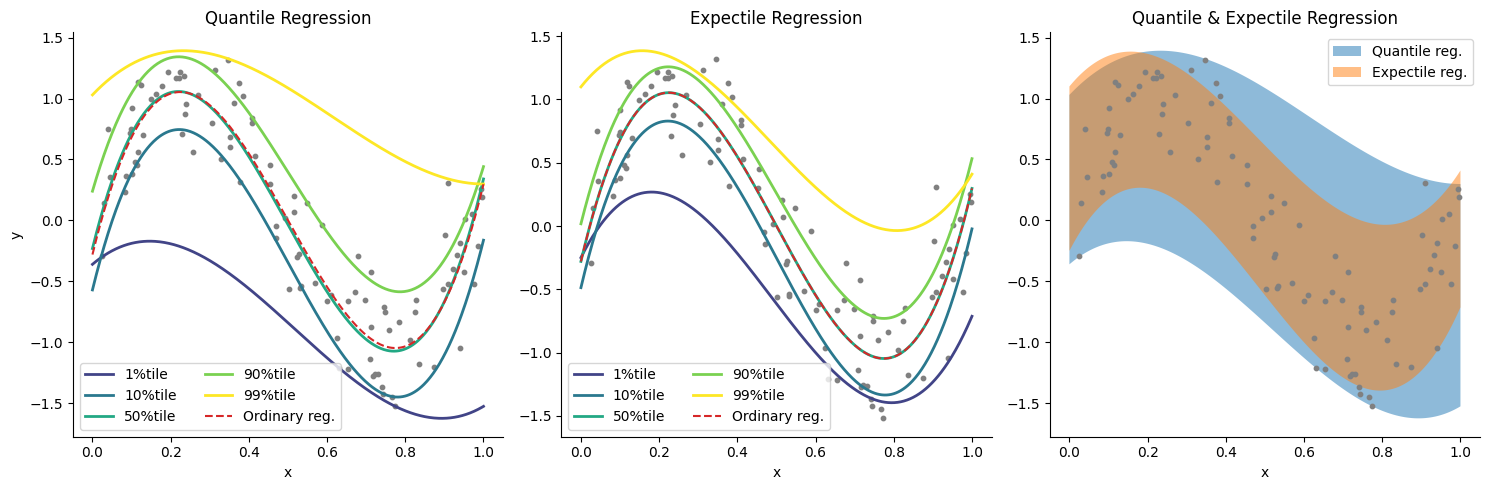 Quantile Regression
y
1.5
1.0
0.5
0.0
−0.5
−1.0
−1.5
1%tile 90%tile
10%tile 99%tile
50%tile Ordinary reg.
0.0 0.2 0.4 0.6 0.8 1.0
x
Expectile Regression
1.5
1.0
0.5
0.0
−0.5
−1.0
−1.5
1%tile 90%tile
10%tile 99%tile
50%tile Ordinary reg.
0.0 0.2 0.4 0.6 0.8 1.0
x
Quantile & Expectile Regression
Quantile reg.
Expectile reg.
1.5
1.0
0.5
0.0
−0.5
−1.0
−1.5
0.0 0.2 0.4 0.6 0.8 1.0
x